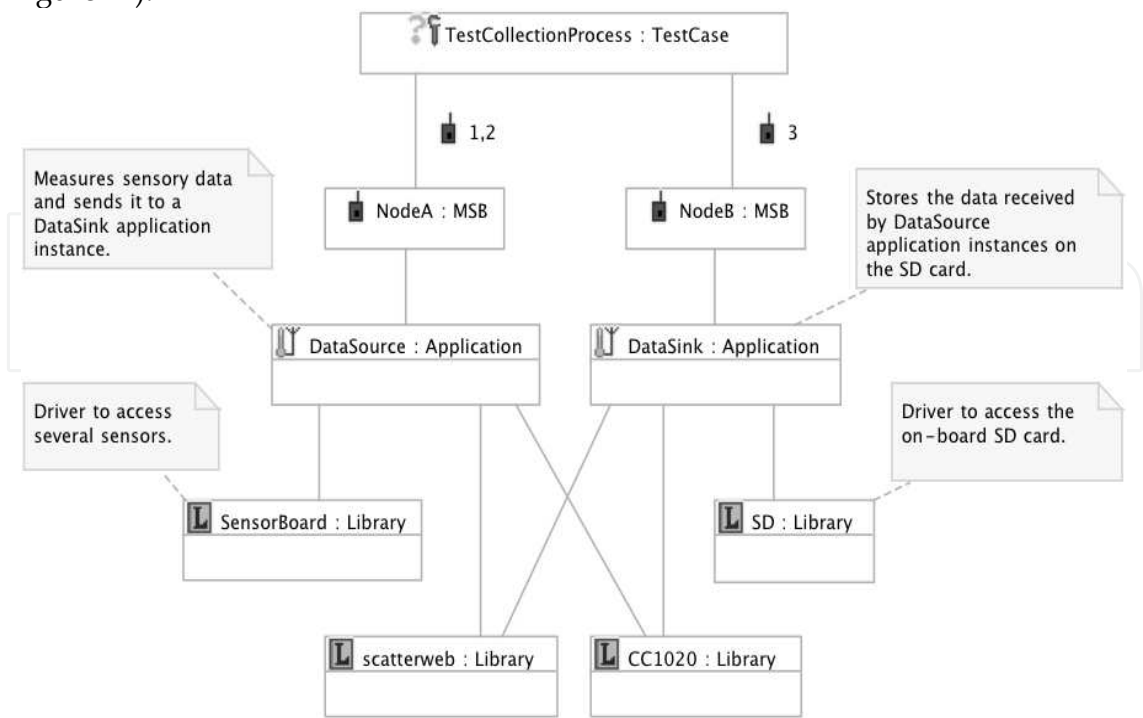 TestCollectionProcess : TestCase
1,2
3
Measures sensory data
and sends it to a
DataSink application
instance.
NodeA : MSB
NodeB : MSB
Stores the data received
by DataSource
application instances on
the SD card.
DataSource : Application
DataSink : Application
Driver to access
several sensors.
Driver to access the
on-board SD card.
L SensorBoard : Library
L SD : Library
L scatterweb : Library
L CC1020 : Library